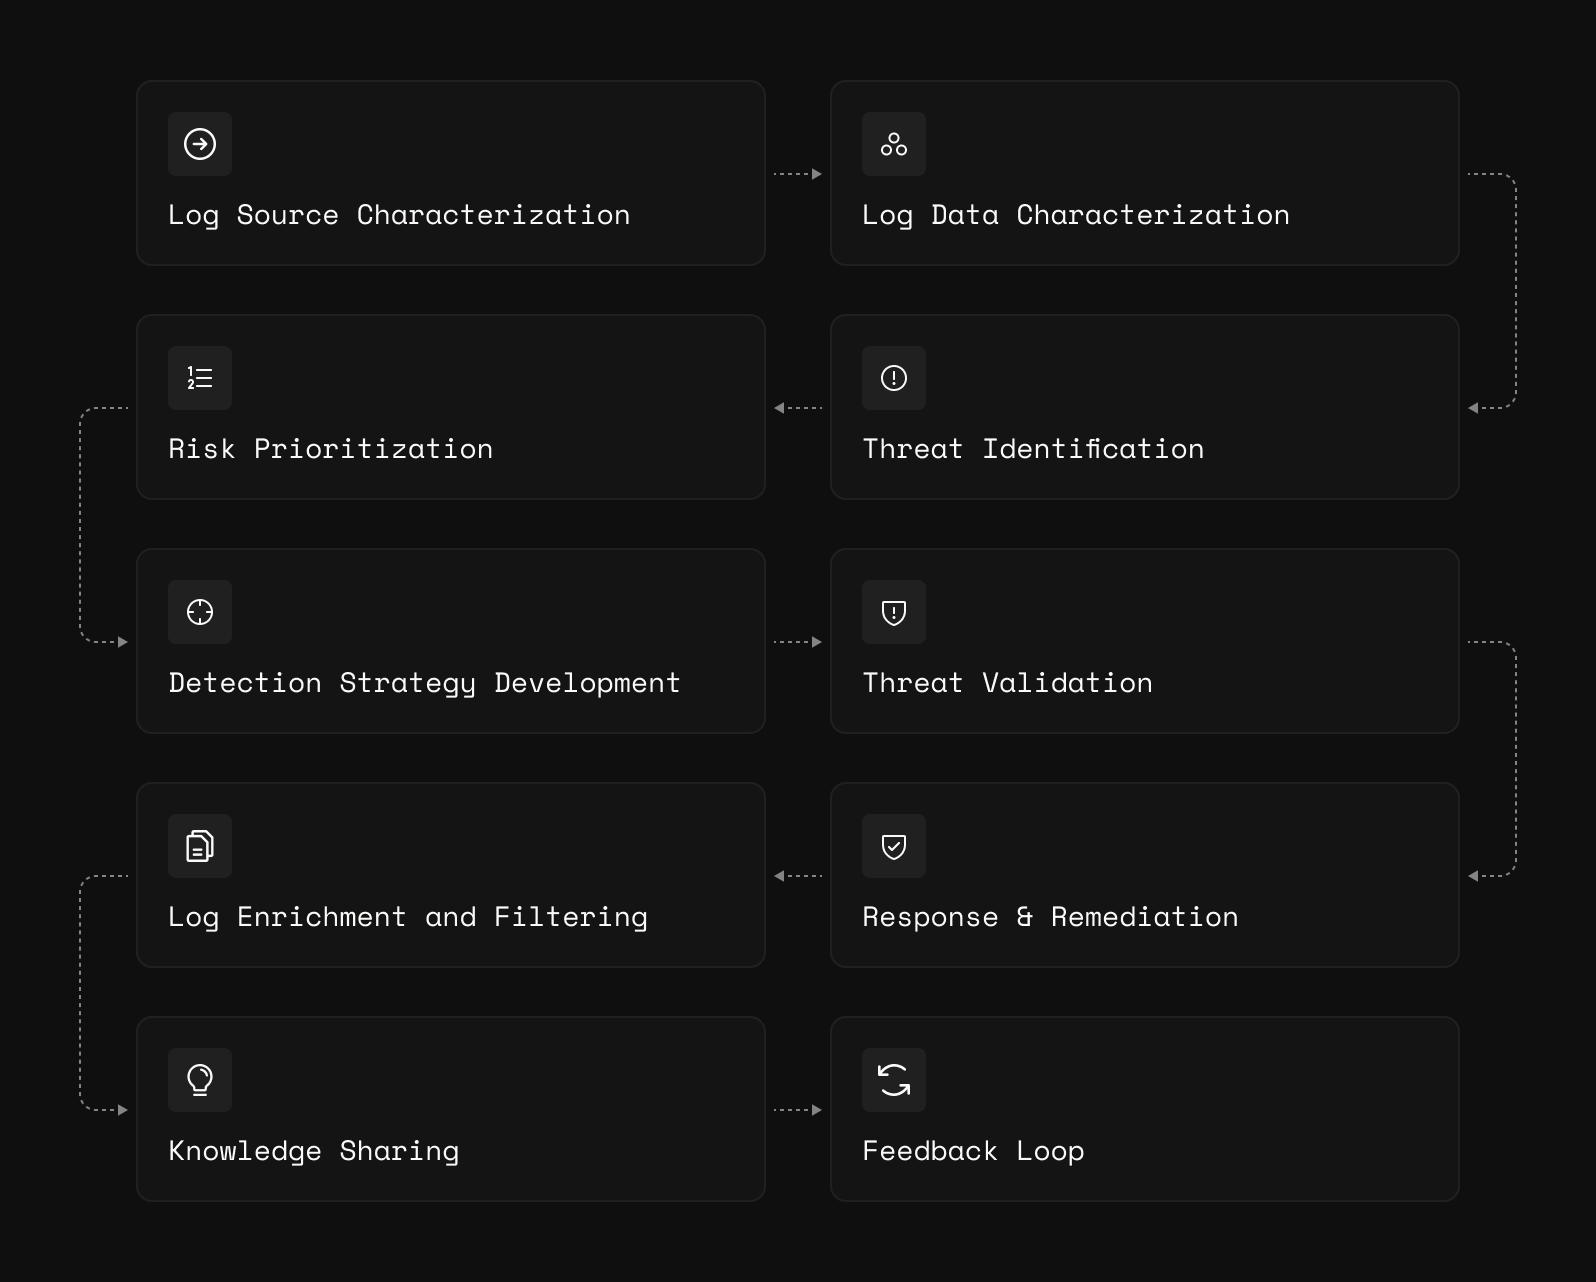 Log Source Characterization
Log Data Characterization
Threat Identification
Risk Prioritization
Detection Strategy Development
Threat Validation
Response & Remediation
Log Enrichment and Filtering
Knowledge Sharing
Feedback Loop